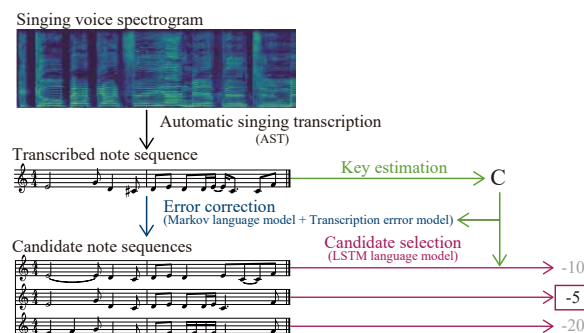 Singing voice spectrogram
Automatic singing transcription
(AST)
Transcribed note sequence
Key estimation
C
Error correction
(Markov language model + Transcription errror model)
Candidate note sequences
Candidate selection
(LSTM language model)
-10
-5
-20